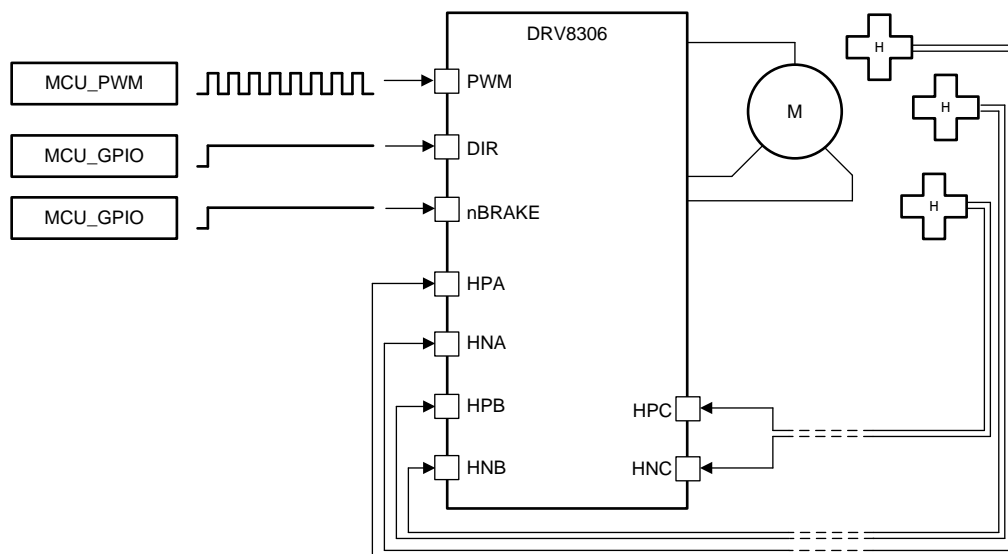 DRV8306
H
MCU_PWM
PWM
H
M
MCU_GPIO
DIR
MCU_GPIO
nBRAKE
H
HPA
HNA
HPB
HPC
HNB
HNC